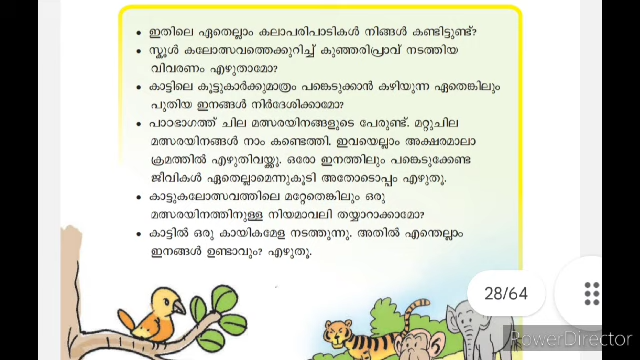 • ഇതിലെ ഏതെല്ലാം കലാപരിപാടികൾ നിങ്ങൾ കണ്ടിട്ടുണ്ട്?
• സ്കൂൾ കലോത്സവത്തെക്കുറിച്ച് കുഞ്ഞരിപ്രാവ് നടത്തിയ
വിവരണം എഴുതാമോ?
• കാട്ടിലെ കൂട്ടുകാർക്കുമാത്രം പങ്കെടുക്കാൻ കഴിയുന്ന ഏതെങ്കിലും
പുതിയ ഇനങ്ങൾ നിർദേശിക്കാമോ?
• പാഠഭാഗത്ത് ചില മത്സരയിനങ്ങളുടെ പേരുണ്ട്. മറ്റുചില
മത്സരയിനങ്ങൾ നാം കണ്ടെത്തി. ഇവയെല്ലാം അക്ഷരമാലാ
ക്രമത്തിൽ എഴുതിവയ്ക്കൂ. ഒരോ ഇനത്തിലും പങ്കെടുക്കേണ്ട
ജീവികൾ ഏതെല്ലാമെന്നുകൂടി അതോടൊപ്പം എഴുതൂ.
• കാട്ടുകലോത്സവത്തിലെ മറ്റേതെങ്കിലും ഒരു
മത്സരയിനത്തിനുള്ള നിയമാവലി തയ്യാറാക്കാമോ?
• കാട്ടിൽ ഒരു കായികമേള നടത്തുന്നു. അതിൽ എന്തെല്ലാം
ഇനങ്ങൾ ഉണ്ടാവും? എഴുതൂ.
28/64
PowerDirector